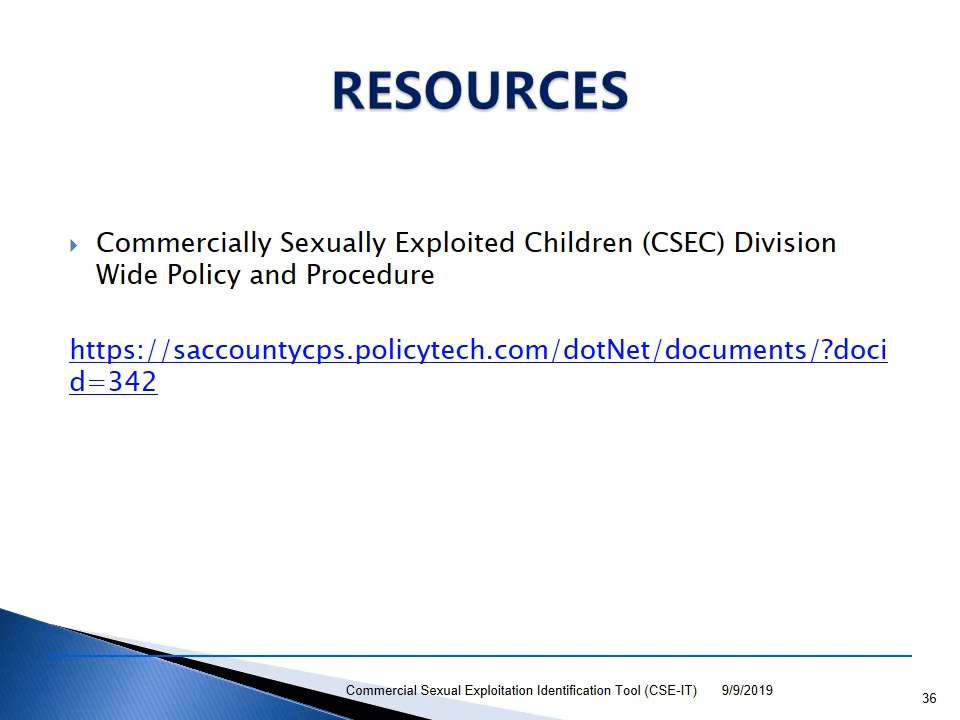 RESOURCES
Commercially Sexually Exploited Children (CSEC) Division
Wide Policy and Procedure
https://saccountycps.policytech.com/dotNet/documents/?doci
d=342
Commercial Sexual Exploitation Identification Tool (CSE-IT) 9/9/2019
36